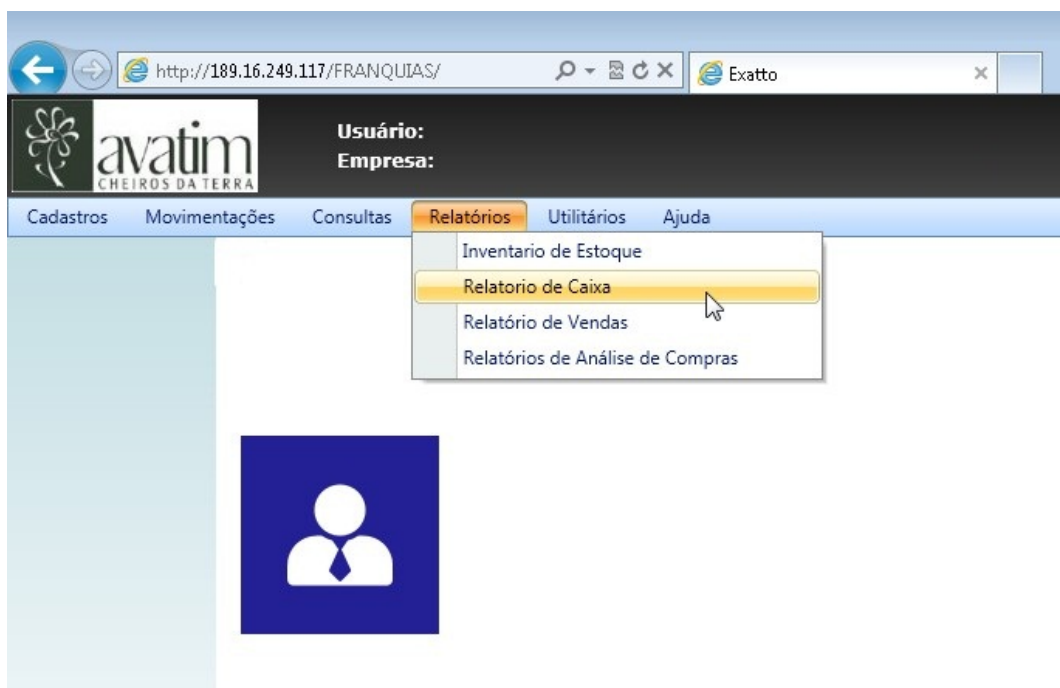 http://189.16.249.117/FRANQUIAS/
Exatto
avatim
CHEIROS DA TERRA
Usuário:
Empresa:
Cadastros Movimentações Consultas Relatórios Utilitários Ajuda
Inventario de Estoque
Relatorio de Caixa
Relatório de Vendas
Relatórios de Análise de Compras